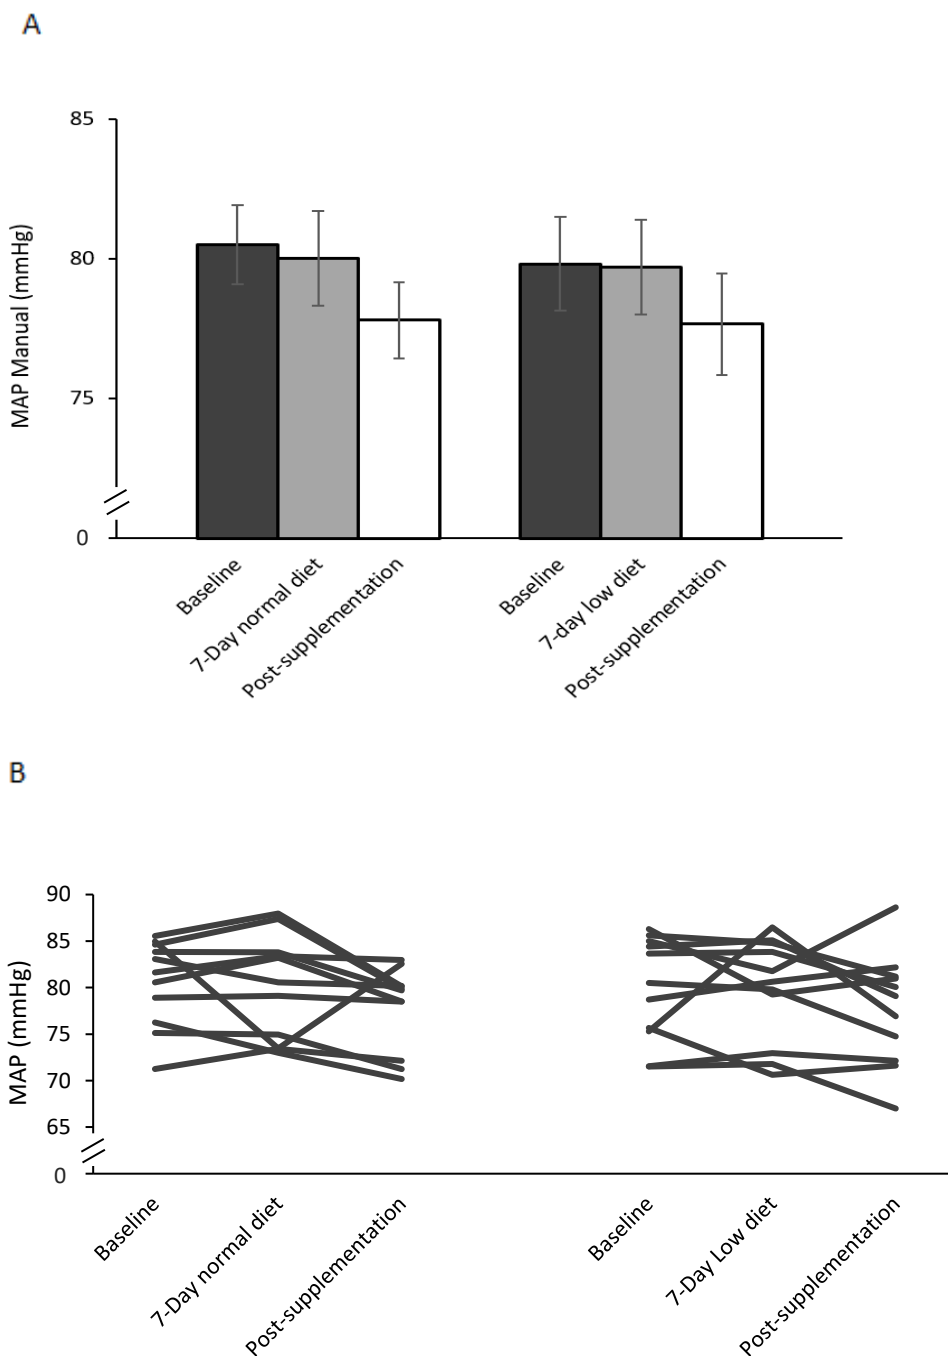 A
85
80
75
0
MAP Manual (mmHg)
Baseline
7-Day normal diet
Post-supplementation
Baseline
7-day low diet
Post-supplementation
B
90
85
80
75
70
65
0
MAP (mmHg)
Baseline
7-Day normal diet
Post-supplementation
Baseline
7-Day Low diet
Post-supplementation